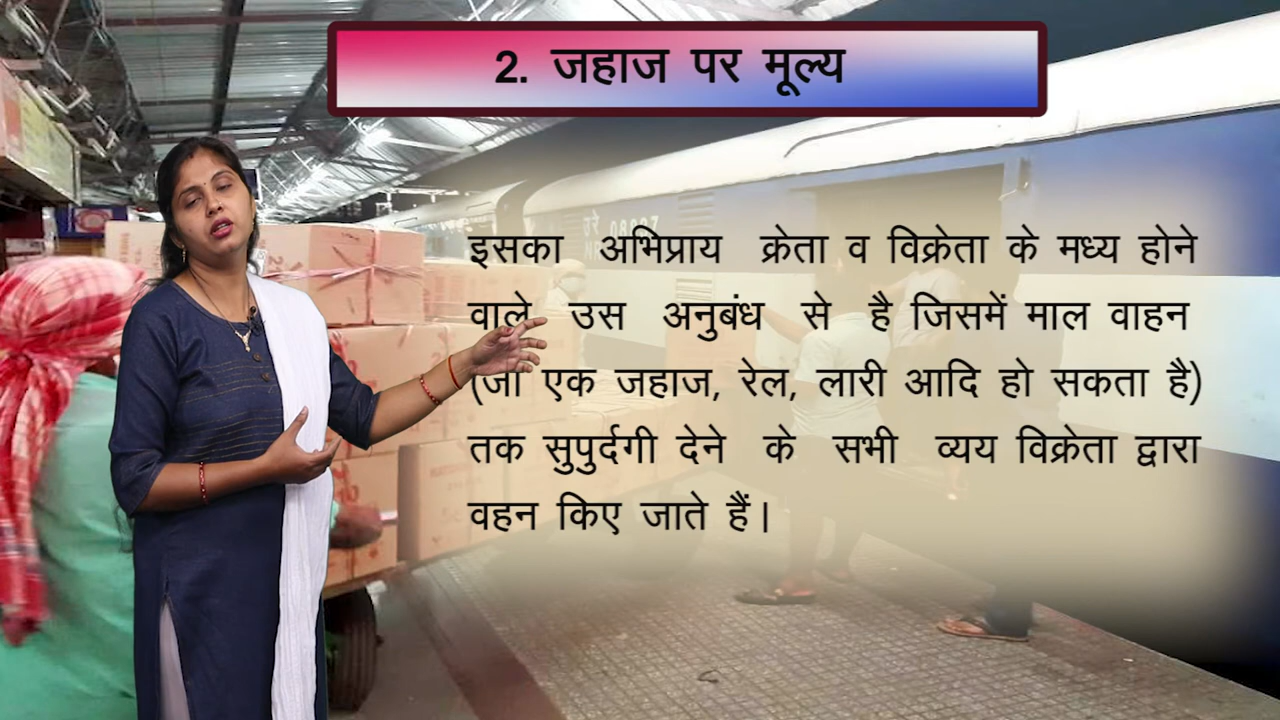 2. जहाज पर मूल्य
इसका अभिप्राय क्रेता व विक्रेता के मध्य होने
वाले उस अनुबंध से है जिसमें माल वाहन
(जो एक जहाज, रेल, लारी आदि हो सकता है)
तक सुपुर्दगी देने के सभी व्यय विक्रेता द्वारा
वहन किए जाते हैं।